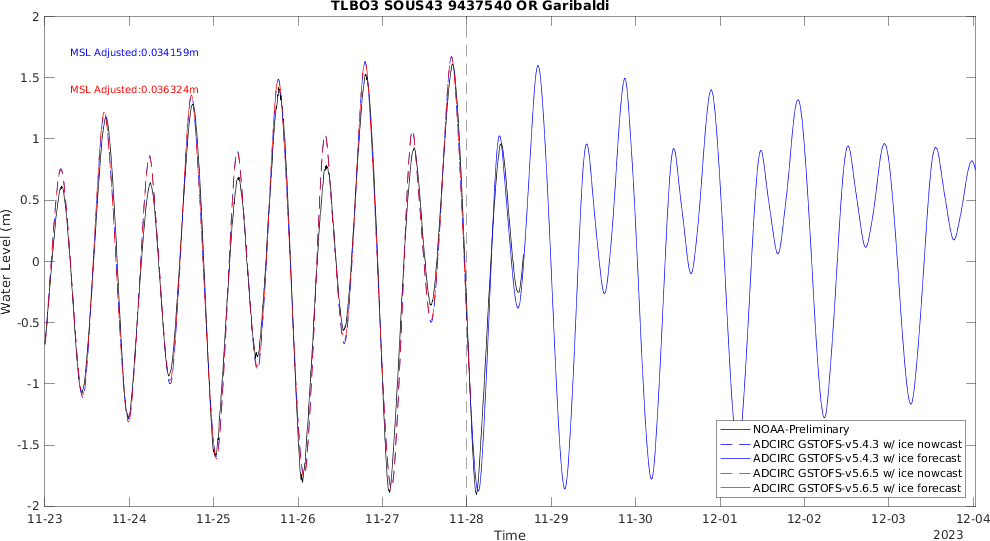 TLBO3 SOUS43 9437540 OR Garibaldi
MSL Adjusted:0.034159m
MSL Adjusted:0.036324m
Water Level (m)
2
1.5
1
0.5
0
-0.5
-1
-1.5
-2
NOAA-Preliminary
ADCIRC GSTOFS-v5.4.3 w/ ice nowcast
ADCIRC GSTOFS-v5.4.3 w/ ice forecast
ADCIRC GSTOFS-v5.6.5 w/ ice nowcast
ADCIRC GSTOFS-v5.6.5 w/ ice forecast
11-23 11-24 11-25 11-26 11-27 11-28 11-29 11-30 12-01 12-02 12-03 12-04
Time
2023